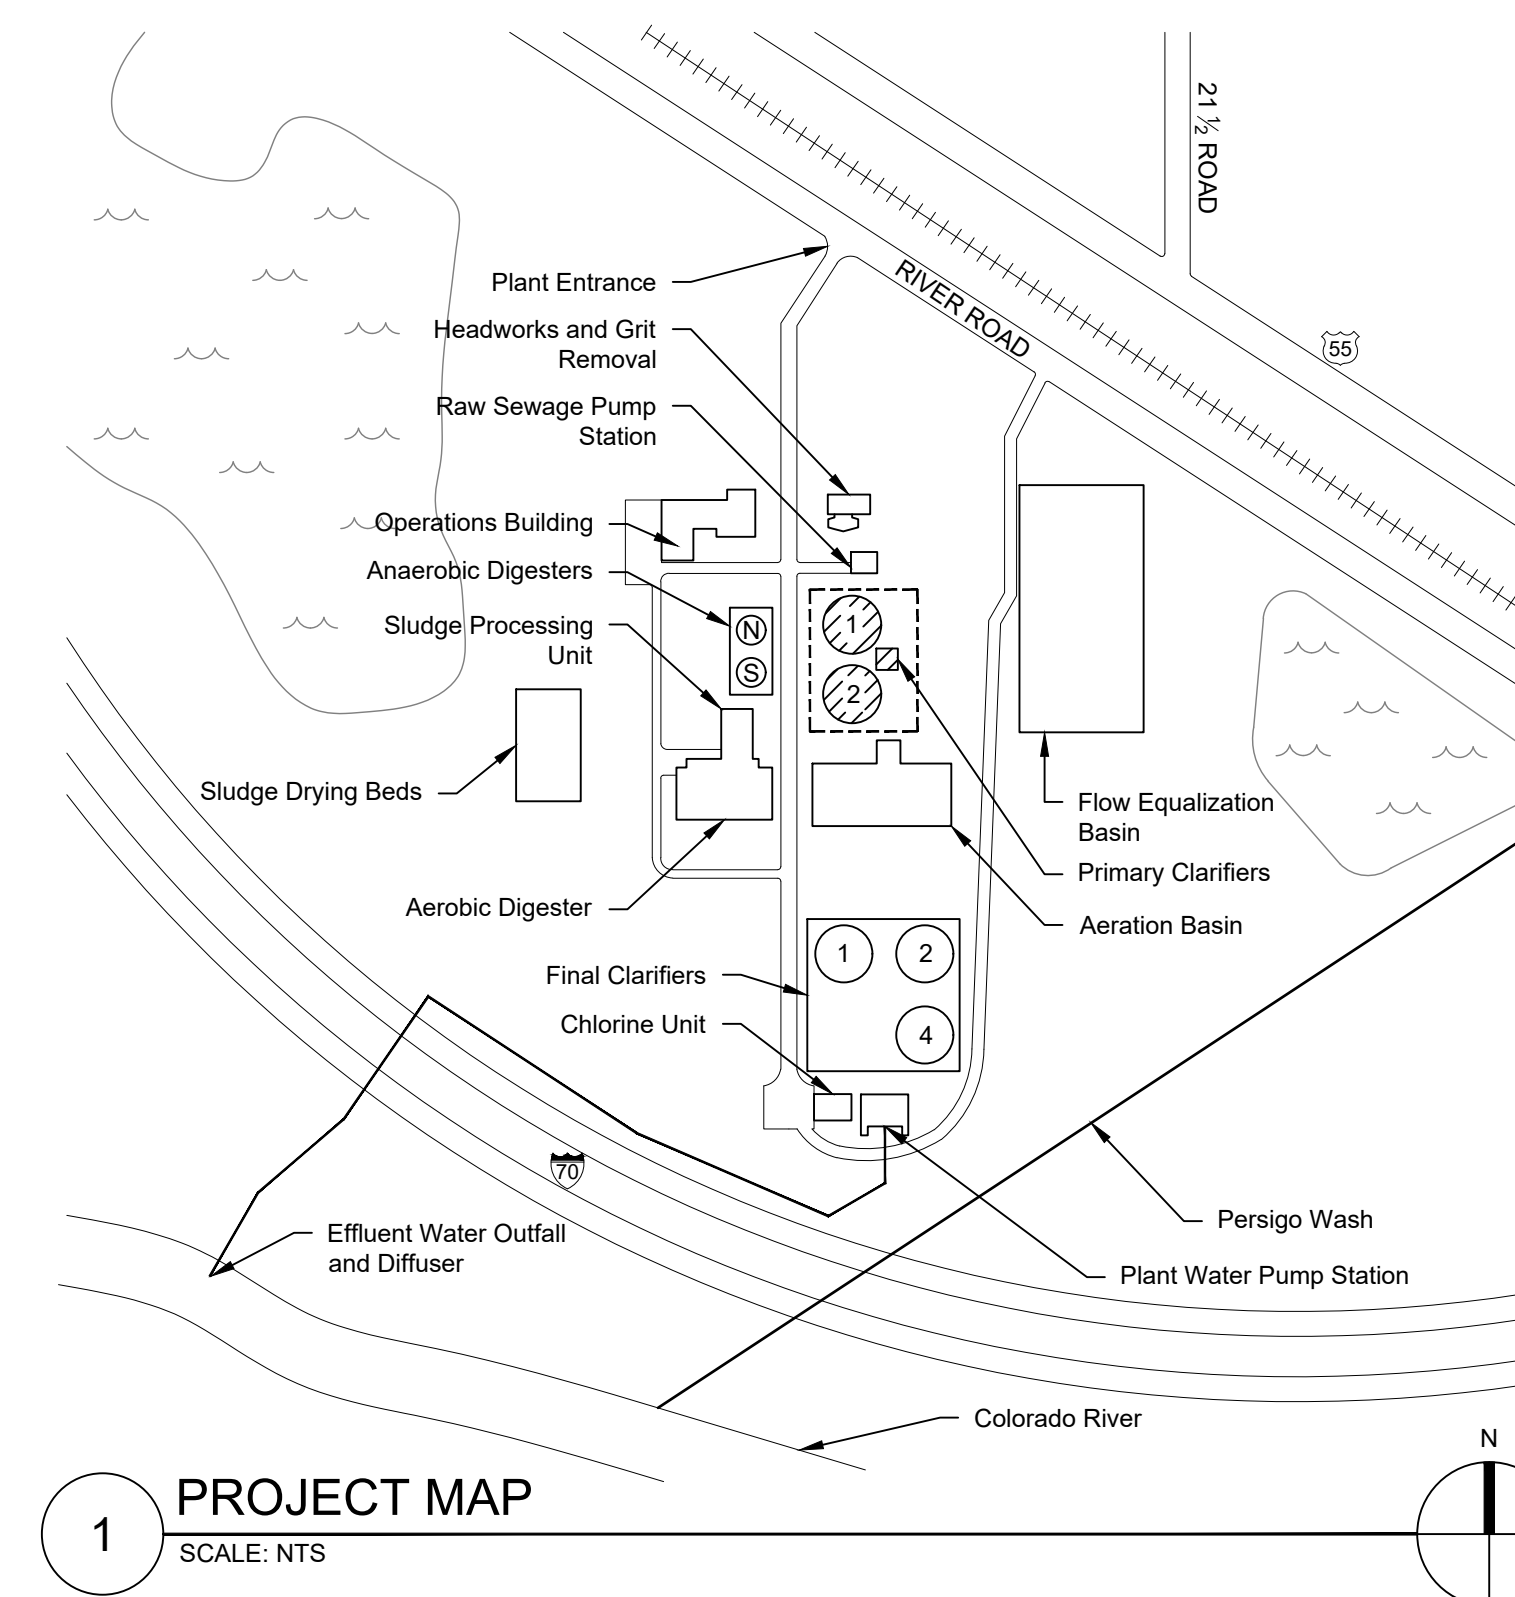 21 ½ ROAD
Plant Entrance
RIVER ROAD
Headworks and Grit
Removal
55
Raw Sewage Pump
Station
Operations Building
Anaerobic Digesters
Sludge Processing
Unit
N
S
1
2
Sludge Drying Beds
Flow Equalization
Basin
Primary Clarifiers
Aerobic Digester
Aeration Basin
Final Clarifiers
1
2
4
Chlorine Unit
70
Persigo Wash
Effluent Water Outfall
and Diffuser
Plant Water Pump Station
Colorado River
N
1
PROJECT MAP
SCALE: NTS